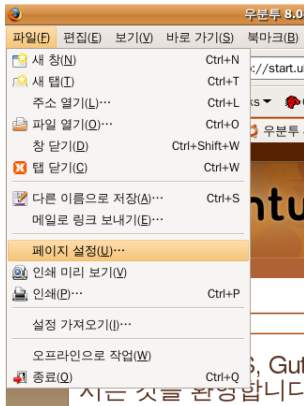 우분투 8.0
파일(F) 편집(E) 보기(V) 바로 가기(S) 북마크(B)
새 창(N) Ctrl+N
://start.u
새 탭(T) Ctrl+T
주소 열기(L)… Ctrl+L
파일 열기(O)… Ctrl+O
창 닫기(D) Ctrl+Shift+W
우분투
탭 닫기(C) Ctrl+W
다른 이름으로 저장(A)… Ctrl+S
메일로 링크 보내기(E)…
ntu
페이지 설정(U)…
인쇄 미리 보기(V)
인쇄(P)… Ctrl+P
설정 가져오기(I)…
오프라인으로 작업(W)
S, Gut
종료(Q) Ctrl+Q
시는 것을 환영합니다